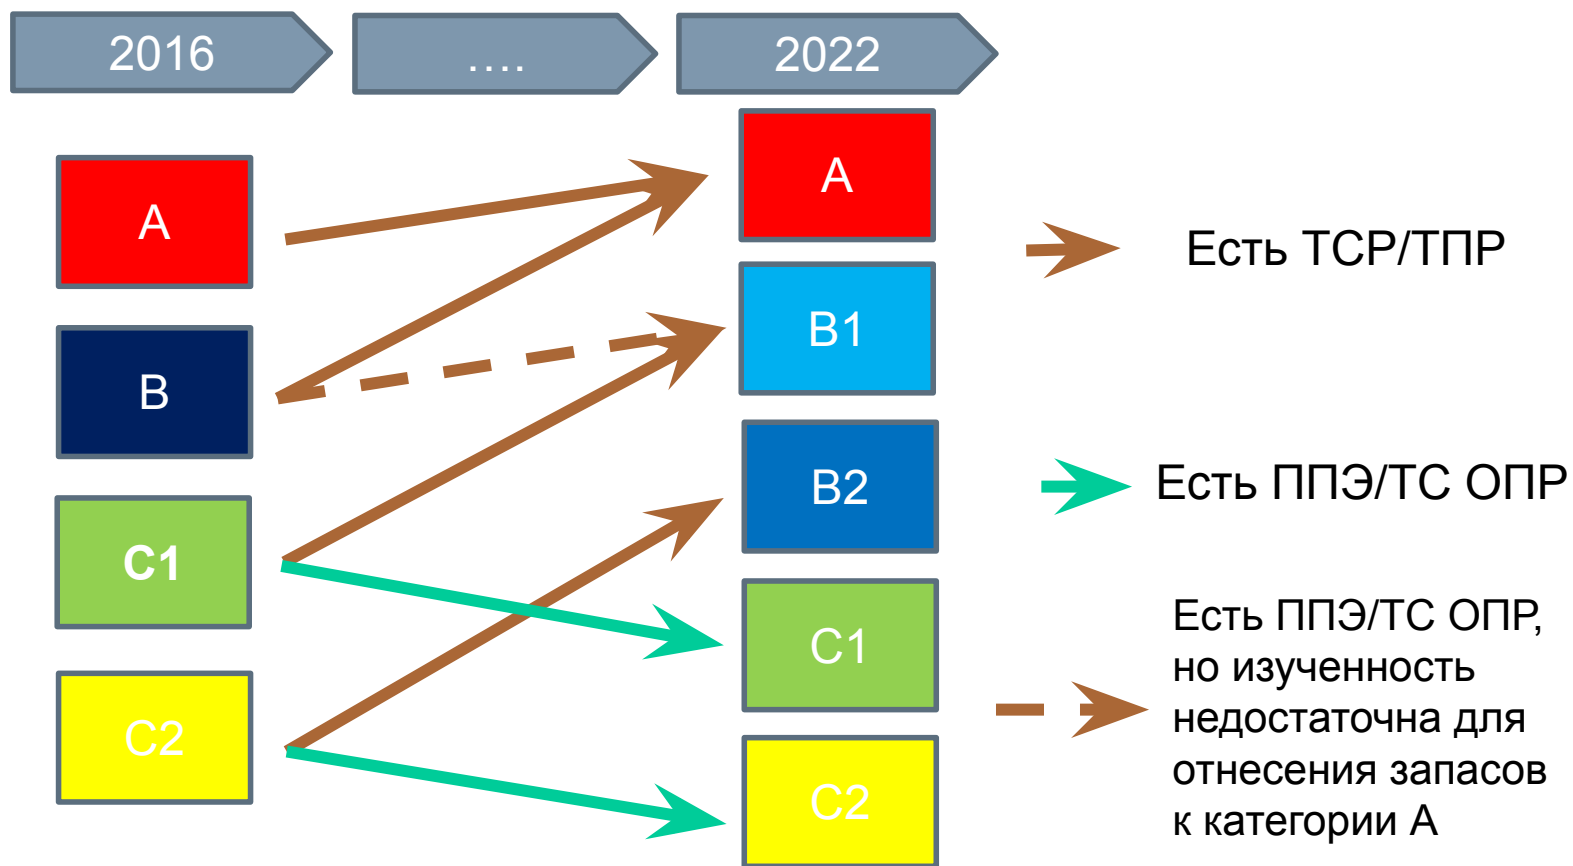 2016
....
2022
A
B
C1
C2
A
B1
B2
C1
C2
Есть ТСР/ТПР
Есть ППЭ/ТС ОПР
Есть ППЭ/ТС ОПР,
но изученность
недостаточна для
отнесения запасов
к категории А